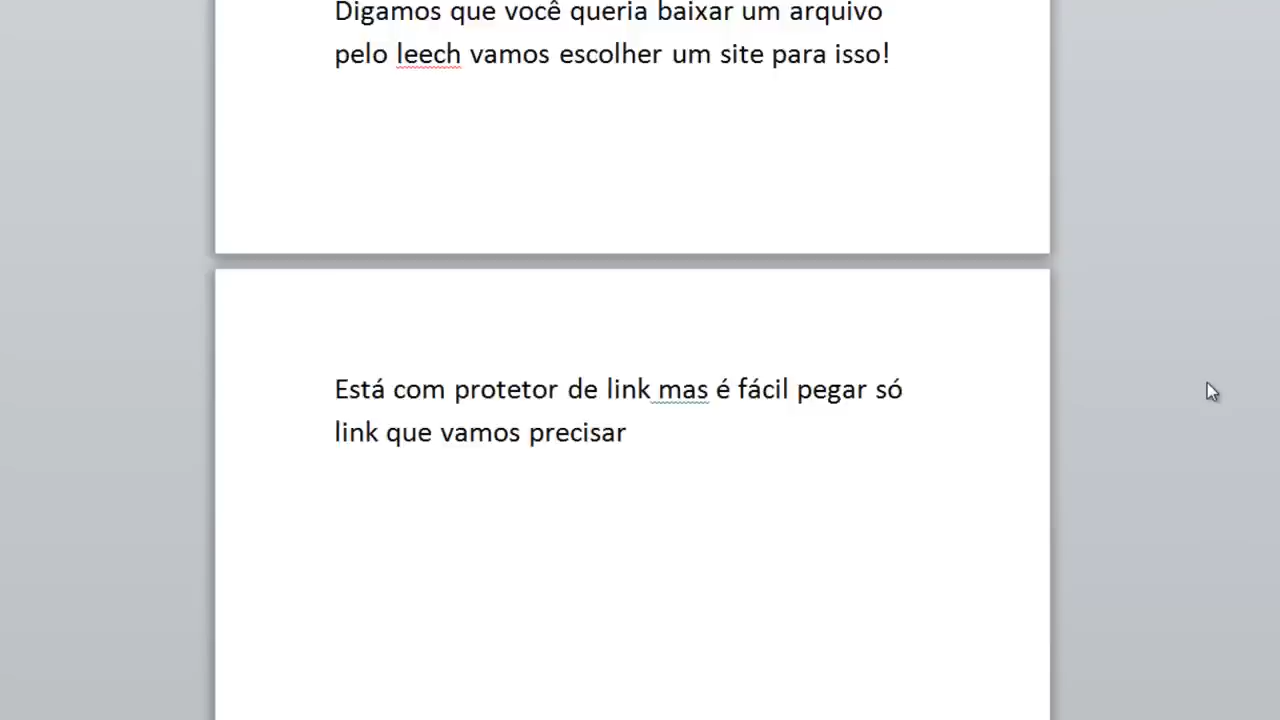 Digamos que você queria baixar um arquivo
pelo leech vamos escolher um site para isso!
Está com protetor de link mas é fácil pegar só
link que vamos precisar